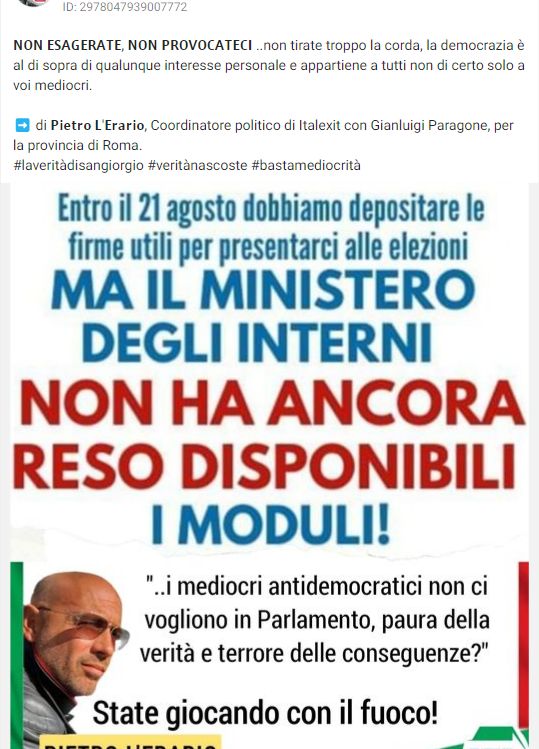 ID: 2978047939007772
NON ESAGERATE, NON PROVOCATECI ..non tirate troppo la corda, la democrazia è
al di sopra di qualunque interesse personale e appartiene a tutti non di certo solo a
voi mediocri.
➡️ di Pietro L'Erario, Coordinatore politico di Italexit con Gianluigi Paragone, per
la provincia di Roma.
#laveritàdisangiorgio #veritànascoste #bastamediocrità
Entro il 21 agosto dobbiamo depositare le
firme utili per presentarci alle elezioni
MA IL MINISTERO
DEGLI INTERNI
NON HA ANCORA
RESO DISPONIBILI
I MODULI!
"..i mediocri antidemocratici non ci
vogliono in Parlamento, paura della
verità e terrore delle conseguenze?"
State giocando con il fuoco!
PIETRO L'ERARIO